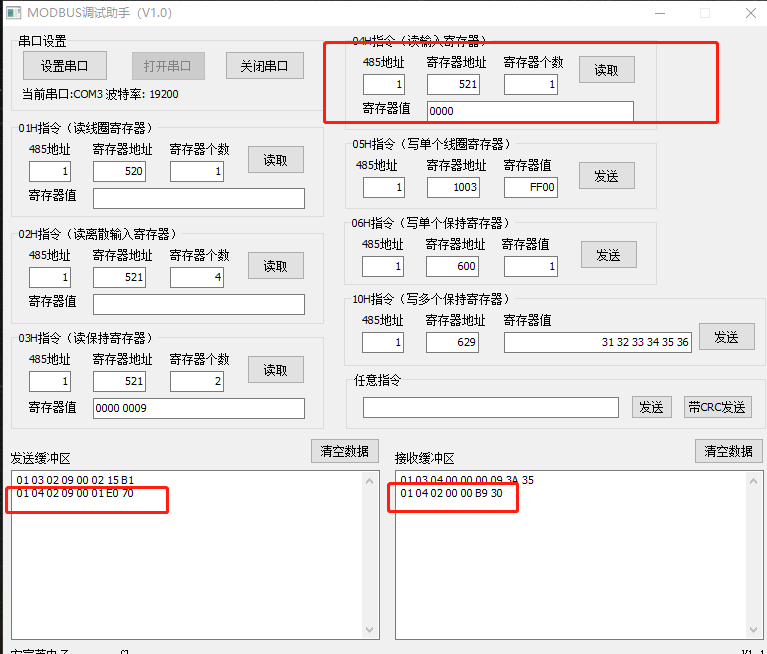 MODBUS调试助手（V1.0）
串口设置
设置串口 打开串口 关闭串口
当前串口:COM3 波特率: 19200
01H指令（读线圈寄存器）
485地址 寄存器地址 寄存器个数
1 520 1 读取
寄存器值
02H指令（读离散输入寄存器）
485地址 寄存器地址 寄存器个数
1 521 4 读取
寄存器值
03H指令（读保持寄存器）
485地址 寄存器地址 寄存器个数
1 521 2 读取
寄存器值 0000 0009
04H指令（读输入寄存器）
485地址 寄存器地址 寄存器个数
1 521 1 读取
寄存器值 0000
05H指令（写单个线圈寄存器）
485地址 寄存器地址 寄存器值
1 1003 FF00 发送
06H指令（写单个保持寄存器）
485地址 寄存器地址 寄存器值
1 600 1 发送
10H指令（写多个保持寄存器）
485地址 寄存器地址 寄存器值
1 629 31 32 33 34 35 36 发送
任意指令
发送 带CRC发送
发送缓冲区 清空数据
01 03 02 09 00 02 15 B1
01 04 02 09 00 01 E0 70
接收缓冲区 清空数据
01 03 04 00 00 00 09 3A 35
01 04 02 00 00 B9 30